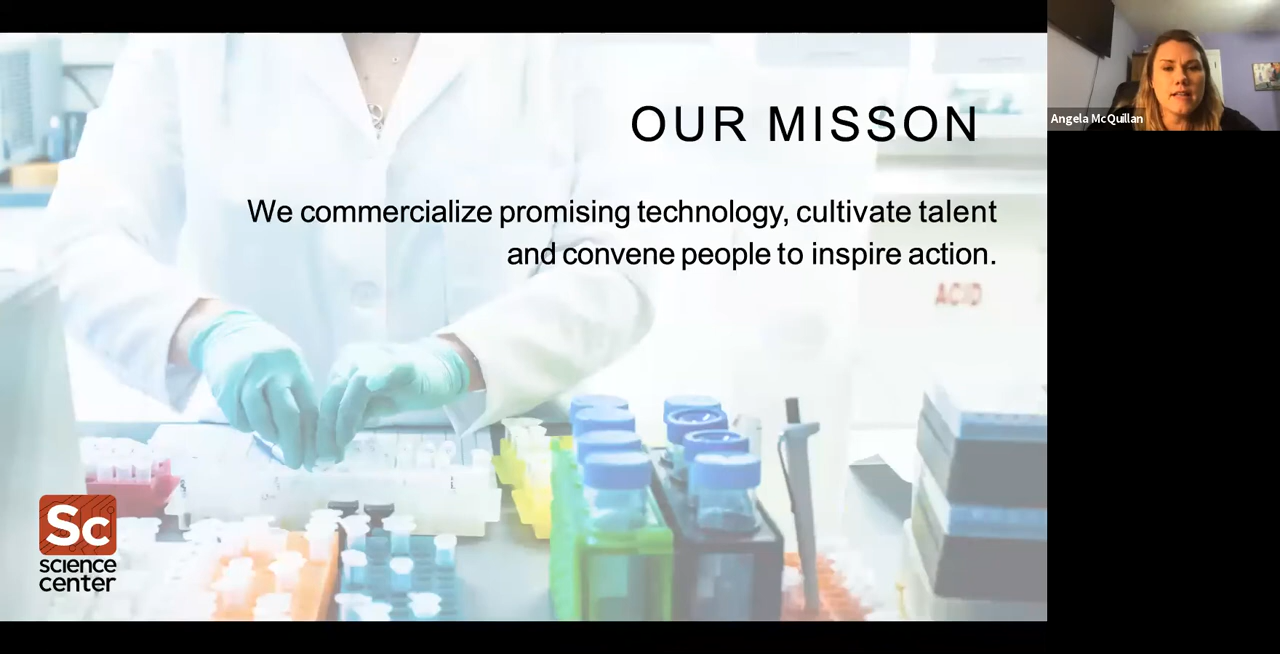 OUR MISSON
We commercialize promising technology, cultivate talent
and convene people to inspire action.
ACID
Sc
science
center
Angela McQuillan